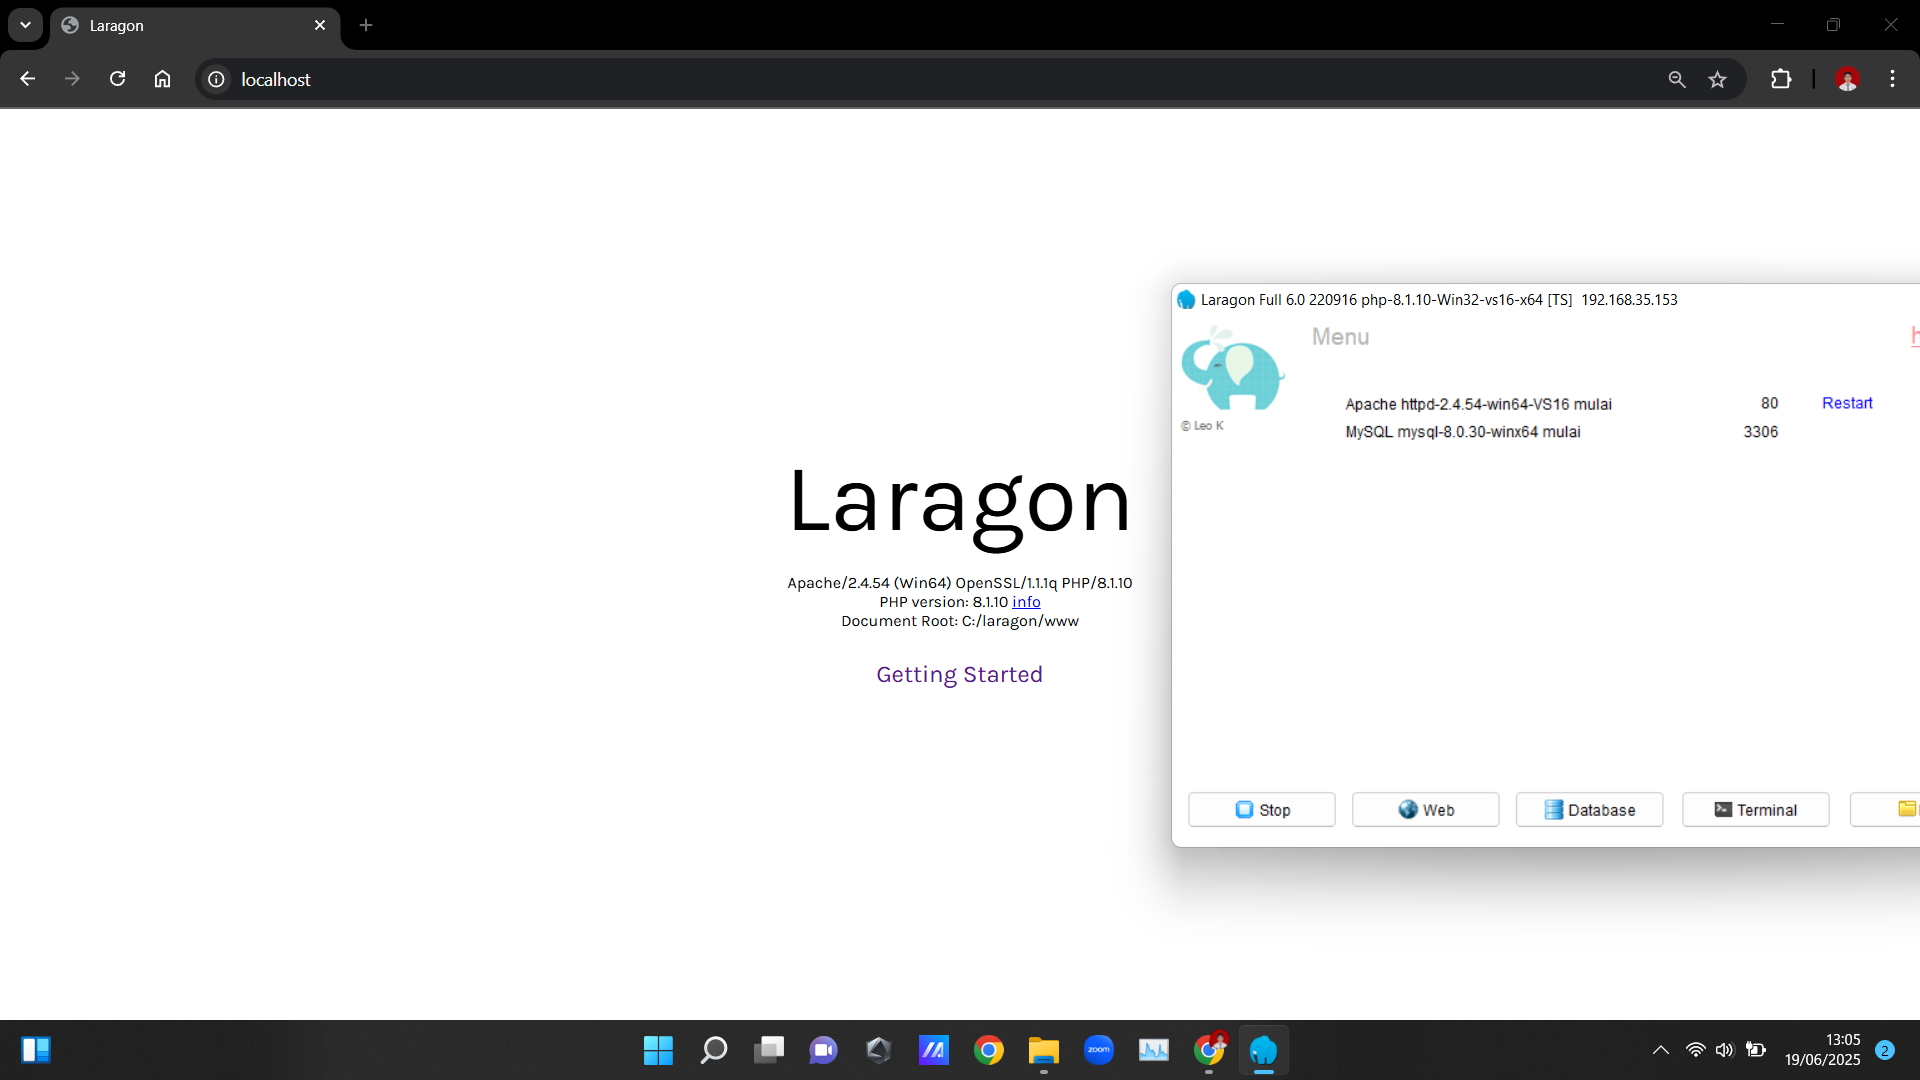 Laragon
localhost
Laragon Full 6.0 220916 php-8.1.10-Win32-vs16-x64 [TS] 192.168.35.153
Menu
h
Apache httpd-2.4.54-win64-VS16 mulai 80 Restart
© Leo K
MySQL mysql-8.0.30-winx64 mulai 3306
Laragon
Apache/2.4.54 (Win64) OpenSSL/1.1.1q PHP/8.1.10
PHP version: 8.1.10 info
Document Root: C:/laragon/www
Getting Started
Stop Web Database Terminal
zoom
13:05
19/06/2025
2